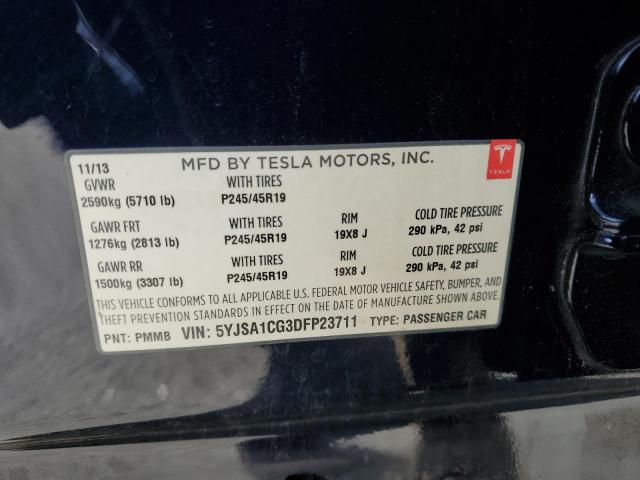 11/13 MFD BY TESLA MOTORS, INC. TESLA
GVWR WITH TIRES
2590kg (5710 lb) P245/45R19
GAWR FRT WITH TIRES RIM COLD TIRE PRESSURE
1276kg (2813 lb) P245/45R19 19X8 J 290 kPa, 42 psi
GAWR RR WITH TIRES RIM COLD TIRE PRESSURE
1500kg (3307 lb) P245/45R19 19X8 J 290 kPa, 42 psi
THIS VEHICLE CONFORMS TO ALL APPLICABLE U.S. FEDERAL MOTOR VEHICLE SAFETY, BUMPER, AND
THEFT PREVENTION STANDARDS IN EFFECT ON THE DATE OF MANUFACTURE SHOWN ABOVE.
PNT: PMMB VIN: 5YJSA1CG3DFP23711 TYPE: PASSENGER CAR